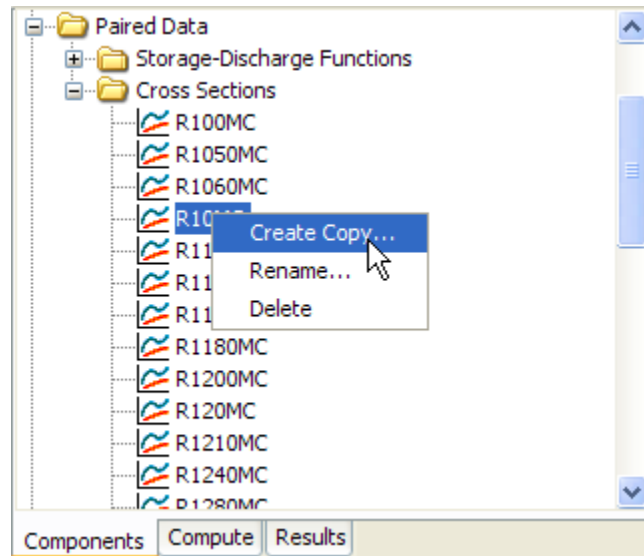 Paired Data
Storage-Discharge Functions
Cross Sections
R100MC
R1050MC
R1060MC
Create Copy...
Rename...
Delete
R1180MC
R1200MC
R120MC
R1210MC
R1240MC
R1280MC
Components Compute Results